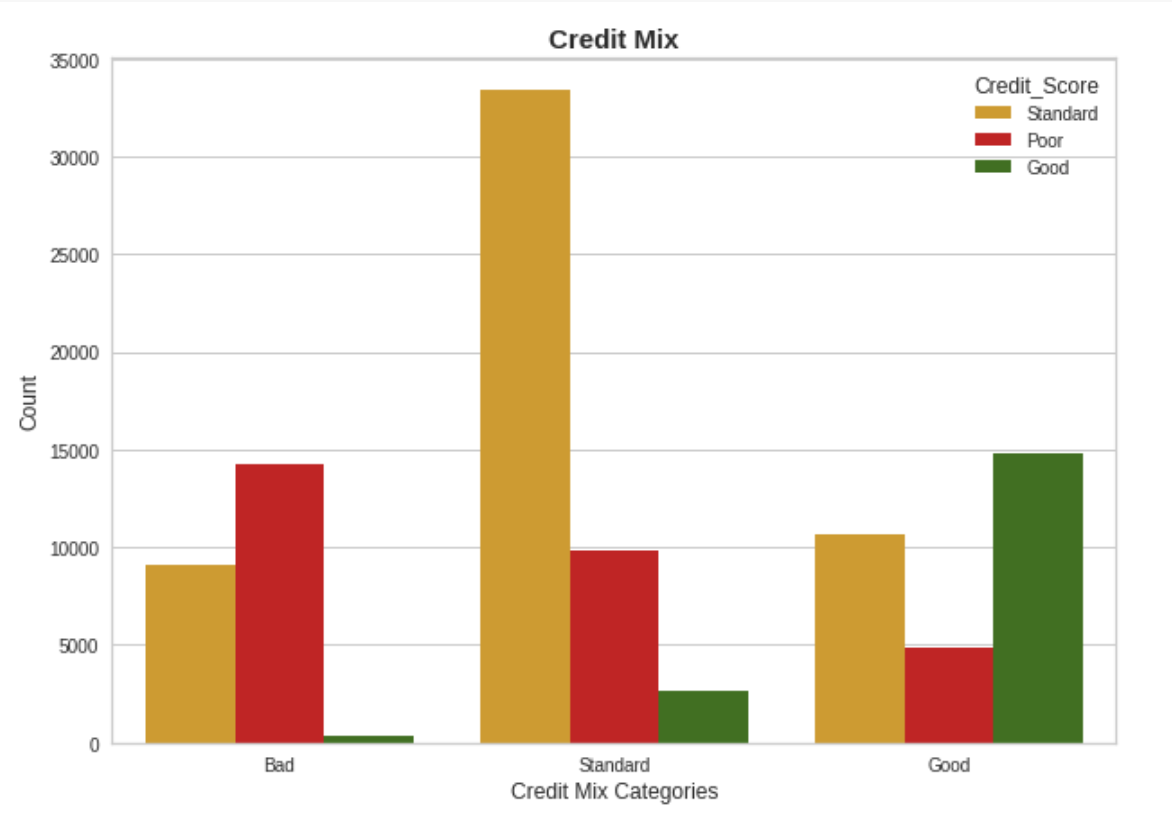 Credit Mix
35000
30000
25000
20000
15000
10000
5000
0
Count
Credit_Score
Standard
Poor
Good
Bad
Standard
Good
Credit Mix Categories